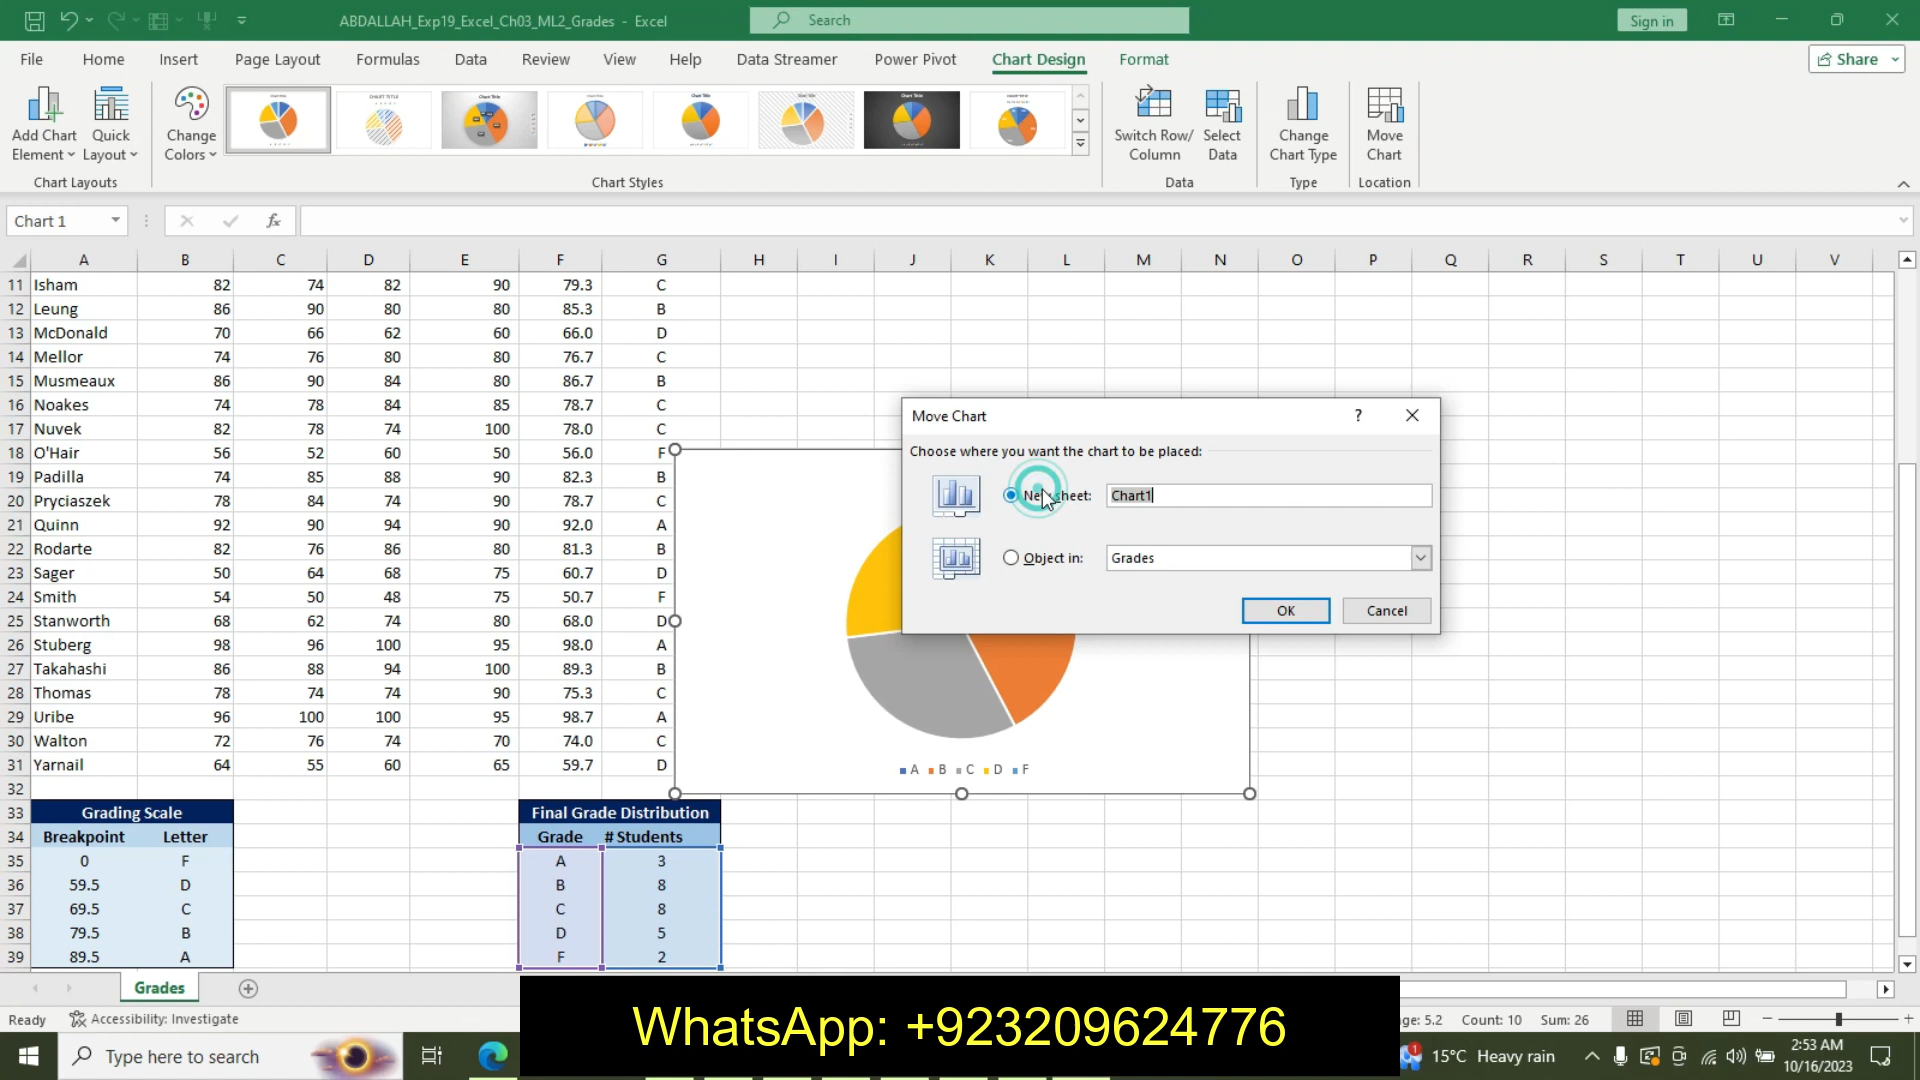 ABDALLAH_Exp19_Excel_Ch03_ML2_Grades - Excel
Search
Sign in
File Home Insert Page Layout Formulas Data Review View Help Data Streamer Power Pivot Chart Design Format
Share
Add Chart Element
Quick Layout
Change Colors
Switch Row/ Column
Select Data
Change Chart Type
Move Chart
Chart Layouts
Chart Styles
Data
Type
Location
Chart 1
fx
A B C D E F G H I J K L M N O P Q R S T U V
11 Isham 82 74 82 90 79.3 C
12 Leung 86 90 80 80 85.3 B
13 McDonald 70 66 62 60 66.0 D
14 Mellor 74 76 80 80 76.7 C
15 Musmeaux 86 90 84 80 86.7 B
16 Noakes 74 78 84 85 78.7 C
17 Nuvek 82 78 74 100 78.0 C
18 O'Hair 56 52 60 50 56.0 F
19 Padilla 74 85 88 90 82.3 B
20 Pryciaszek 78 84 74 90 78.7 C
21 Quinn 92 90 94 90 92.0 A
22 Rodarte 82 76 86 80 81.3 B
23 Sager 50 64 68 75 60.7 D
24 Smith 54 50 48 75 50.7 F
25 Stanworth 68 62 74 80 68.0 D
26 Stuberg 98 96 100 95 98.0 A
27 Takahashi 86 88 94 100 89.3 B
28 Thomas 78 74 74 90 75.3 C
29 Uribe 96 100 100 95 98.7 A
30 Walton 72 76 74 70 74.0 C
31 Yarnail 64 55 60 65 59.7 D
32
33 Grading Scale Final Grade Distribution
34 Breakpoint Letter Grade # Students
35 0 F A 3
36 59.5 D B 8
37 69.5 C C 8
38 79.5 B D 5
39 89.5 A F 2
Move Chart
?
Choose where you want the chart to be placed:
New sheet: Chart1
Object in: Grades
OK Cancel
A B C D F
Grades
Ready
Accessibility: Investigate
ge: 5.2 Count: 10 Sum: 26
WhatsApp: +923209624776
Type here to search
1
15°C Heavy rain
2:53 AM
10/16/2023